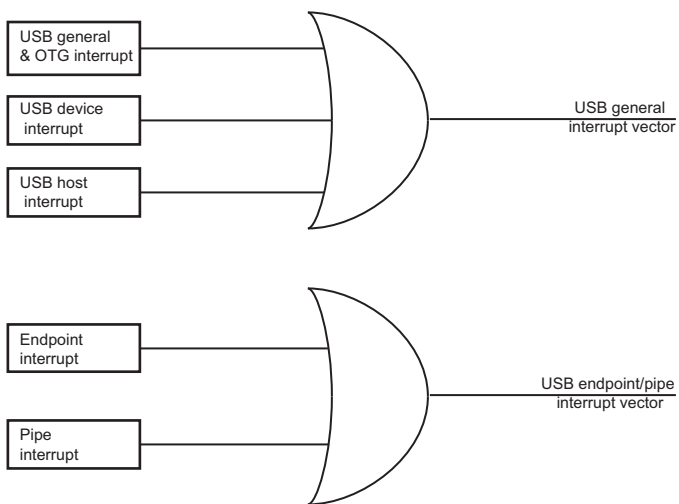 USB general
& OTG interrupt
USB device
interrupt
USB host
interrupt
USB general
interrupt vector
Endpoint
interrupt
Pipe
interrupt
USB endpoint/pipe
interrupt vector